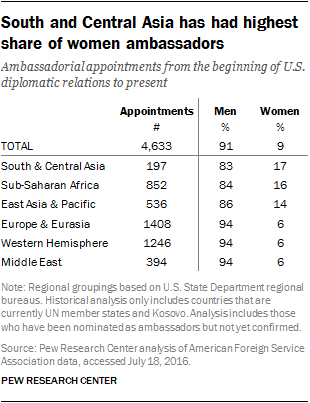 South and Central Asia has had highest
share of women ambassadors
Ambassadorial appointments from the beginning of U.S.
diplomatic relations to present
Appointments Men Women
# % %
TOTAL 4,633 91 9
South & Central Asia 197 83 17
Sub-Saharan Africa 852 84 16
East Asia & Pacific 536 86 14
Europe & Eurasia 1408 94 6
Western Hemisphere 1246 94 6
Middle East 394 94 6
Note: Regional groupings based on U.S. State Department regional
bureaus. Historical analysis only includes countries that are
currently UN member states and Kosovo. Analysis includes those
who have been nominated as ambassadors but not yet confirmed.
Source: Pew Research Center analysis of American Foreign Service
Association data, accessed July 18, 2016.
PEW RESEARCH CENTER